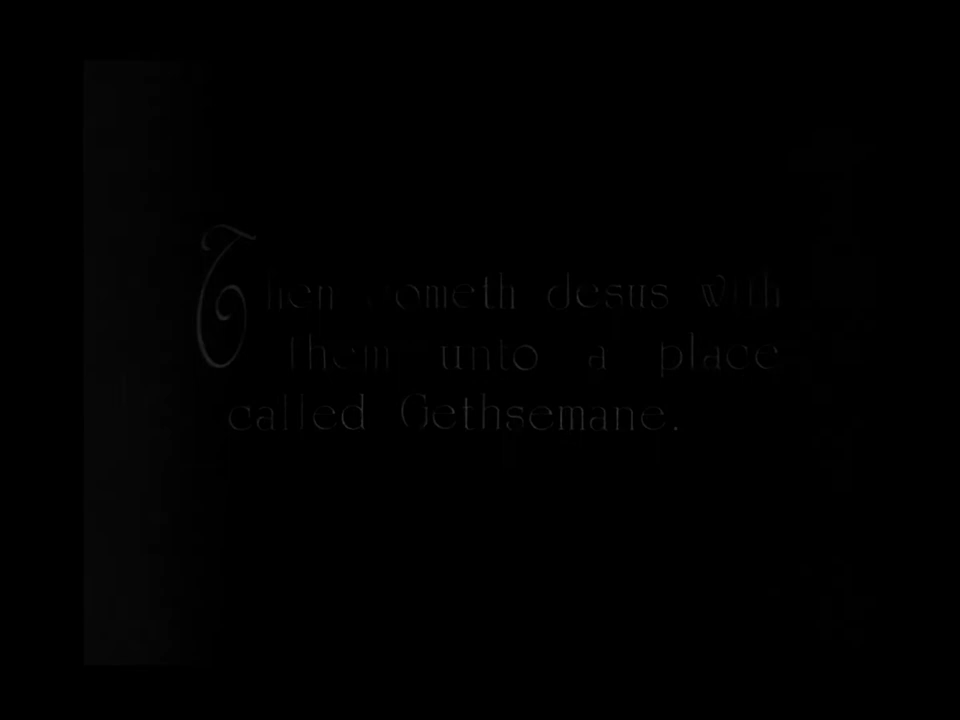 Then cometh Jesus with
them unto a place
called Gethsemane.